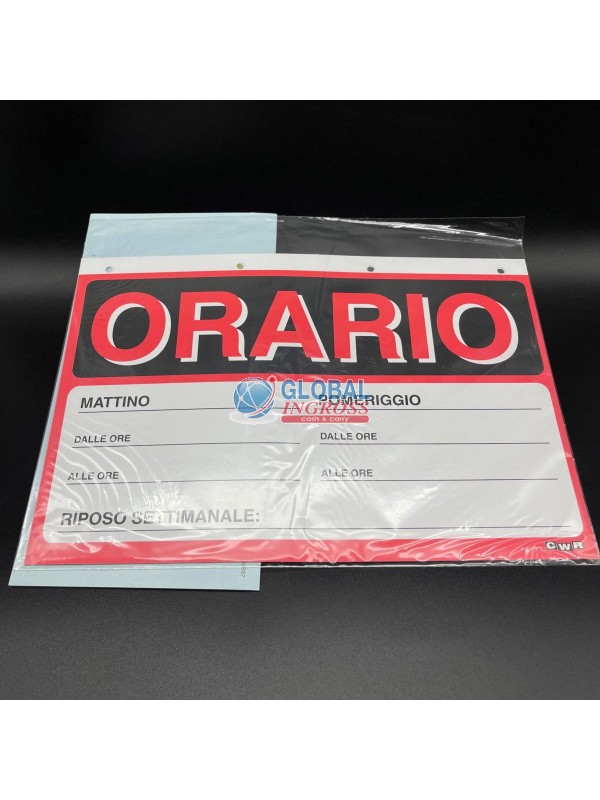 ORARIO
MATTINO
POMERIGGIO
GLOBAL
INGROSS
cash & carry
DALLE ORE
DALLE ORE
ALLE ORE
ALLE ORE
RIPOSO SETTIMANALE:
CWR